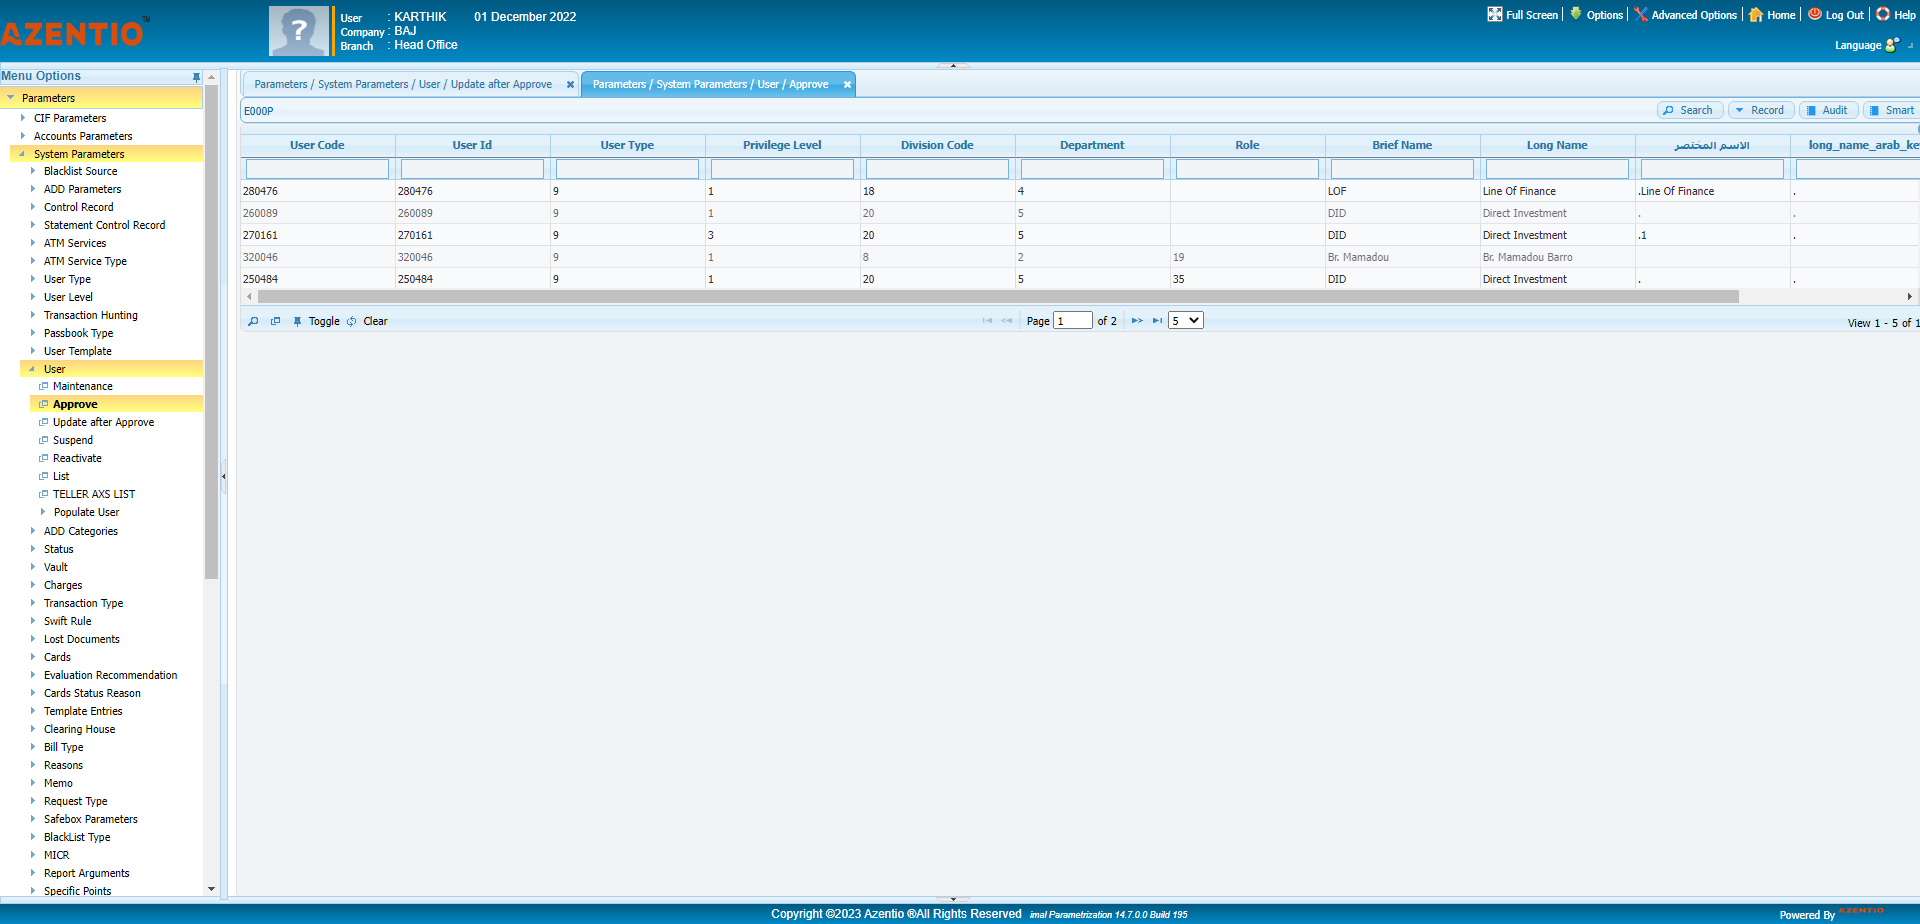 AZENTIO™
User : KARTHIK 01 December 2022
Company : BAJ
Branch : Head Office
Full Screen Options Advanced Options Home Log Out Help
Language
Menu Options
Parameters
CIF Parameters
Accounts Parameters
System Parameters
Blacklist Source
ADD Parameters
Control Record
Statement Control Record
ATM Services
ATM Service Type
User Type
User Level
Transaction Hunting
Passbook Type
User Template
User
Maintenance
Approve
Update after Approve
Suspend
Reactivate
List
TELLER AXS LIST
Populate User
ADD Categories
Status
Vault
Charges
Transaction Type
Swift Rule
Lost Documents
Cards
Evaluation Recommendation
Cards Status Reason
Template Entries
Clearing House
Bill Type
Reasons
Memo
Request Type
Safebox Parameters
BlackList Type
MICR
Report Arguments
Specific Points
Parameters / System Parameters / User / Update after Approve Parameters / System Parameters / User / Approve
E000P Search Record Audit Smart
User Code User Id User Type Privilege Level Division Code Department Role Brief Name Long Name الاسم المختصر long_name_arab_ke
280476 280476 9 1 18 4 LOF Line Of Finance .Line Of Finance .
260089 260089 9 1 20 5 DID Direct Investment . .
270161 270161 9 3 20 5 DID Direct Investment .1 .
320046 320046 9 1 8 2 19 Br. Mamadou Br. Mamadou Barro
250484 250484 9 1 20 5 35 DID Direct Investment . .
Toggle Clear Page 1 of 2 5 View 1 - 5 of 1
Copyright ©2023 Azentio ®All Rights Reserved imal Parametrization 14.7.0.0 Build 195
Powered By AZENTIO